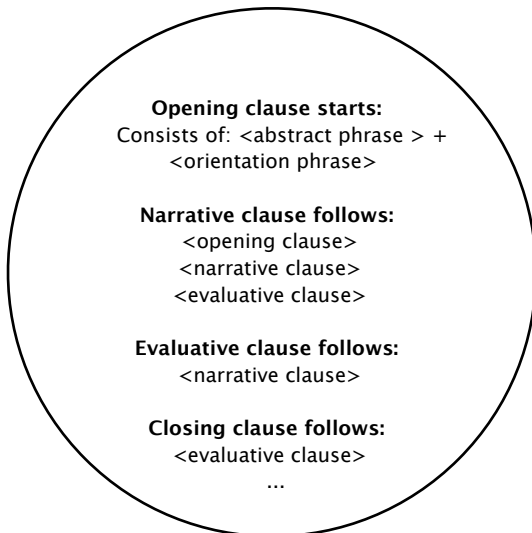 Opening clause starts:
Consists of: <abstract phrase > +
<orientation phrase>
Narrative clause follows:
<opening clause>
<narrative clause>
<evaluative clause>
Evaluative clause follows:
<narrative clause>
Closing clause follows:
<evaluative clause>
...